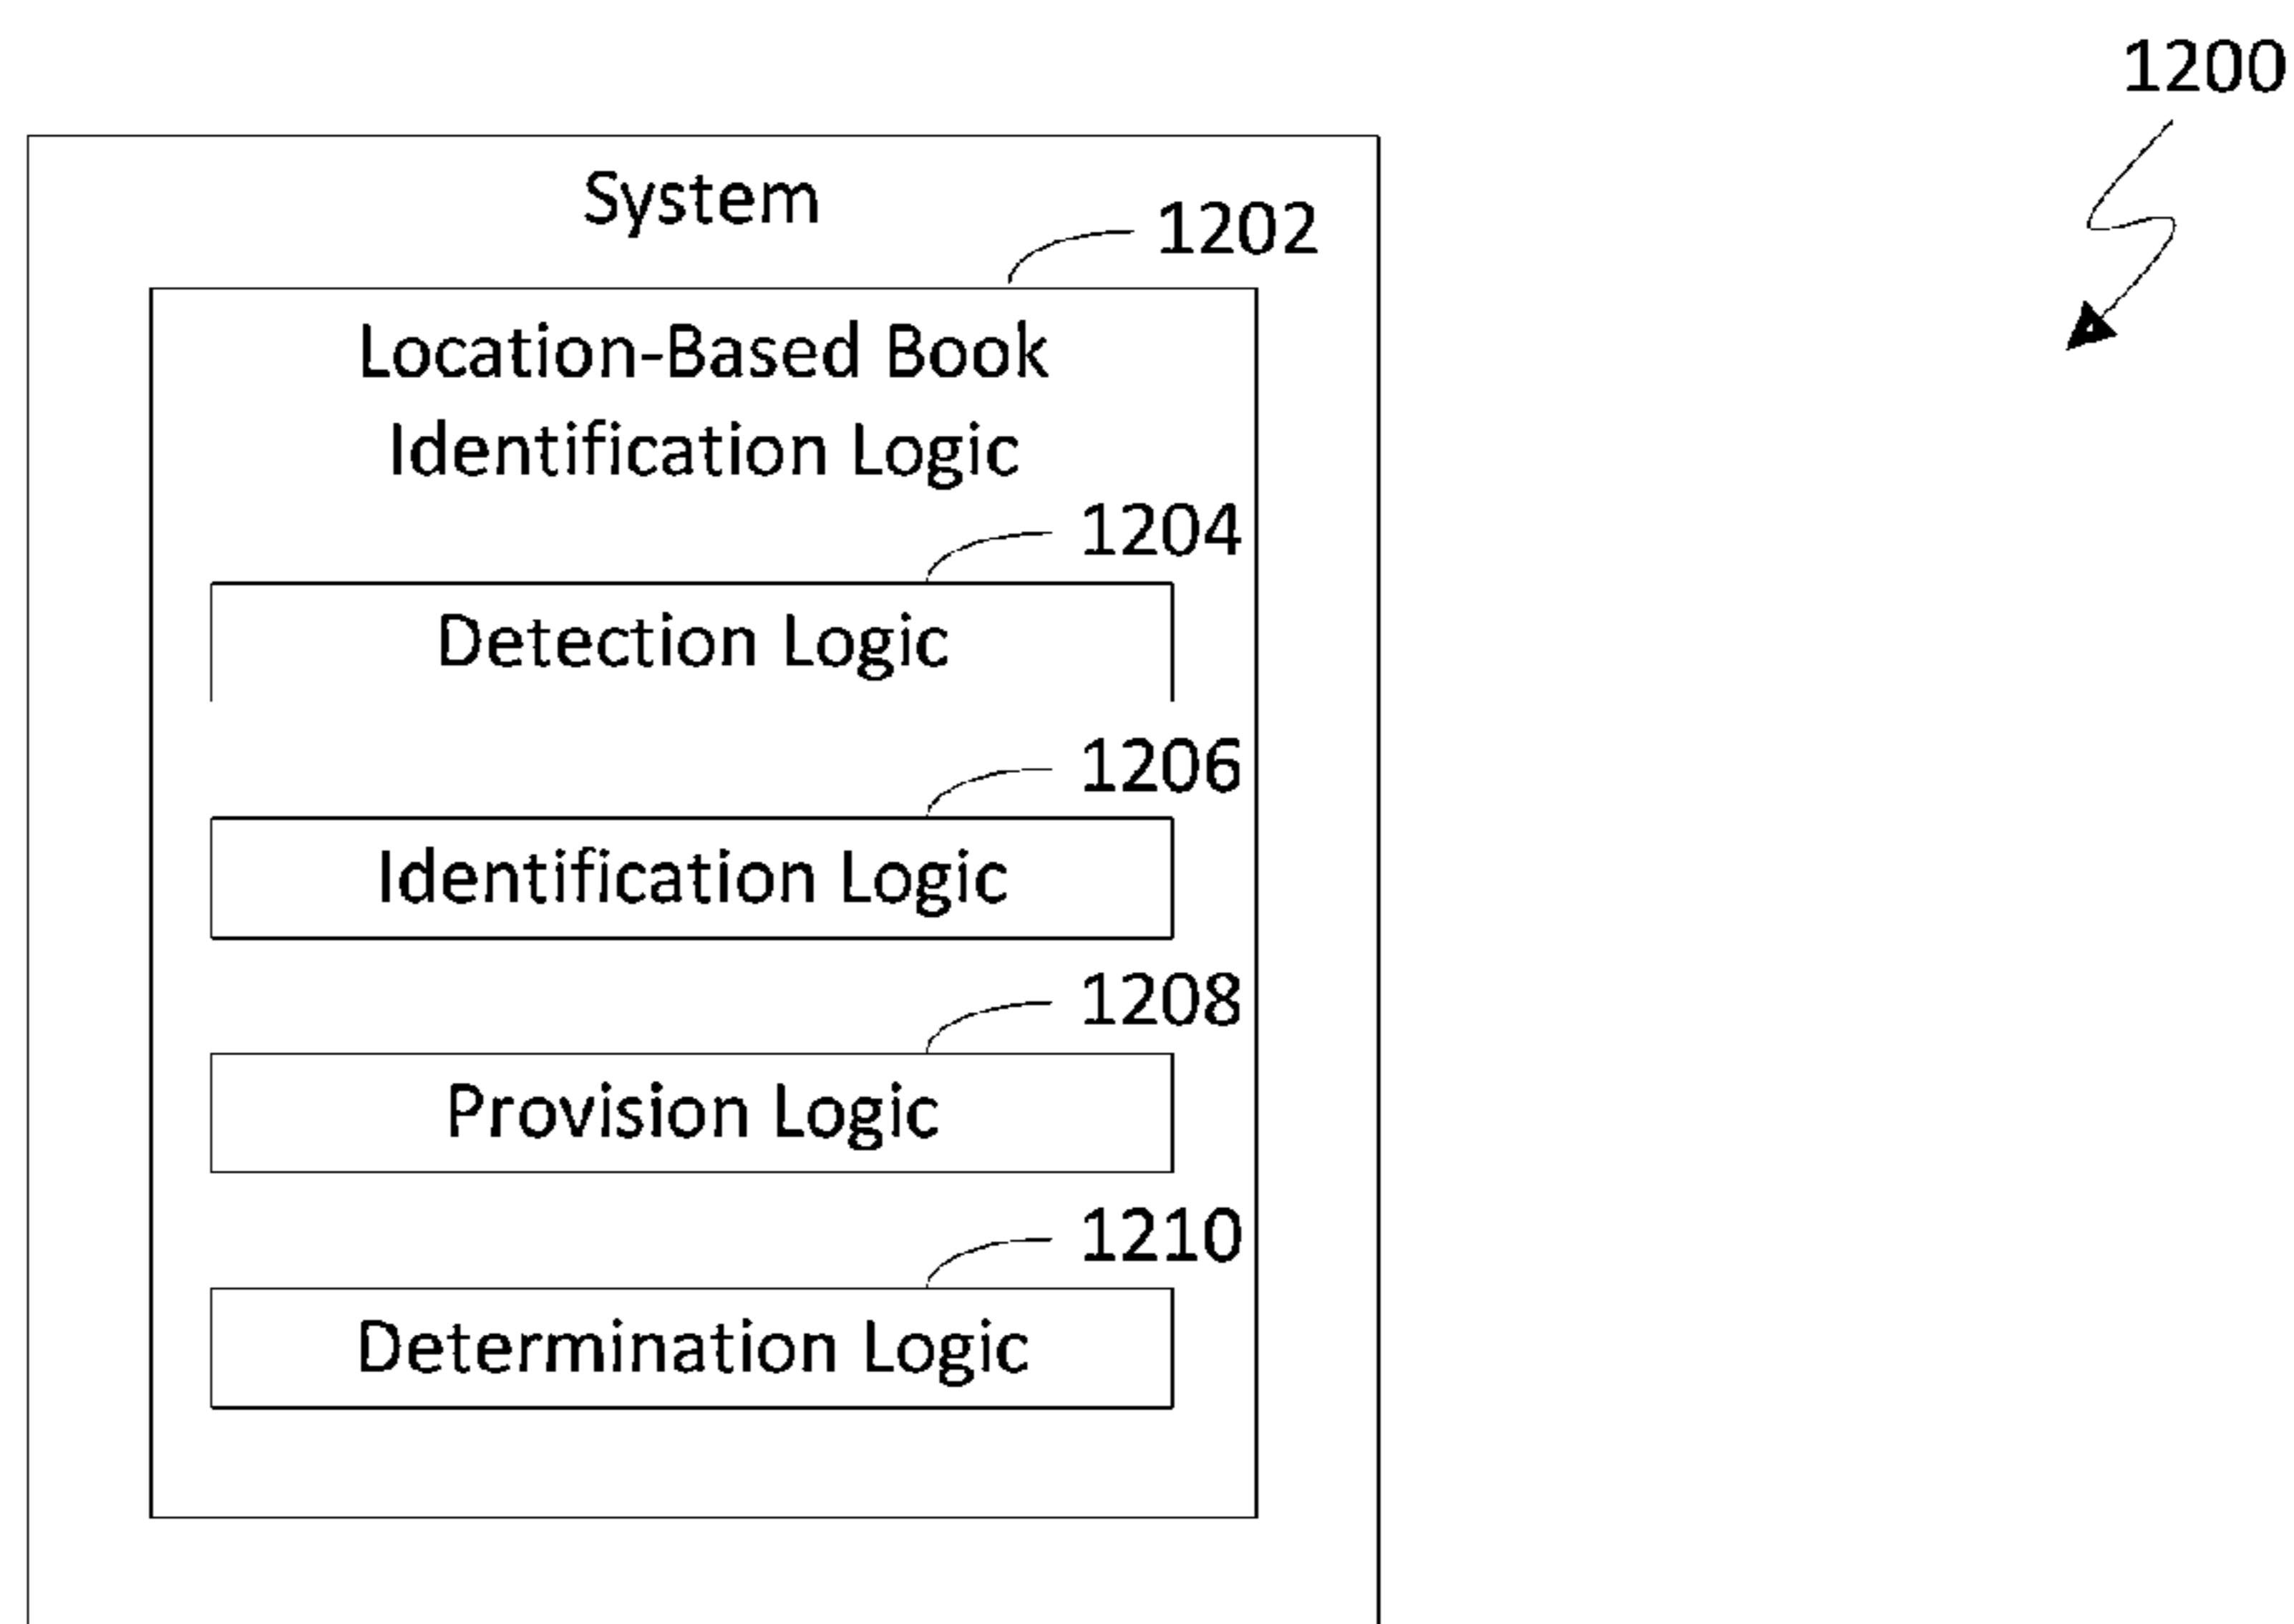 1200
System
1202
Location-Based Book
Identification Logic
1204
Detection Logic
1206
Identification Logic
1208
Provision Logic
1210
Determination Logic